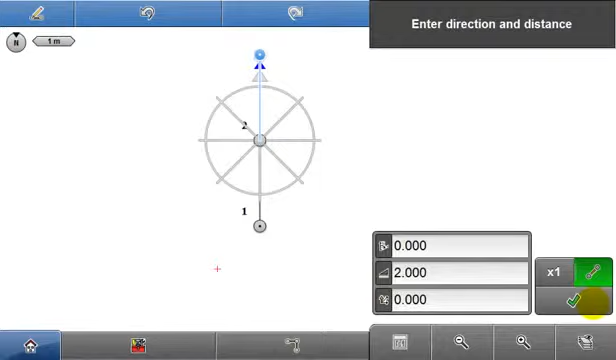 Enter direction and distance
N
1 m
2
1
0.000
2.000
0.000
x1